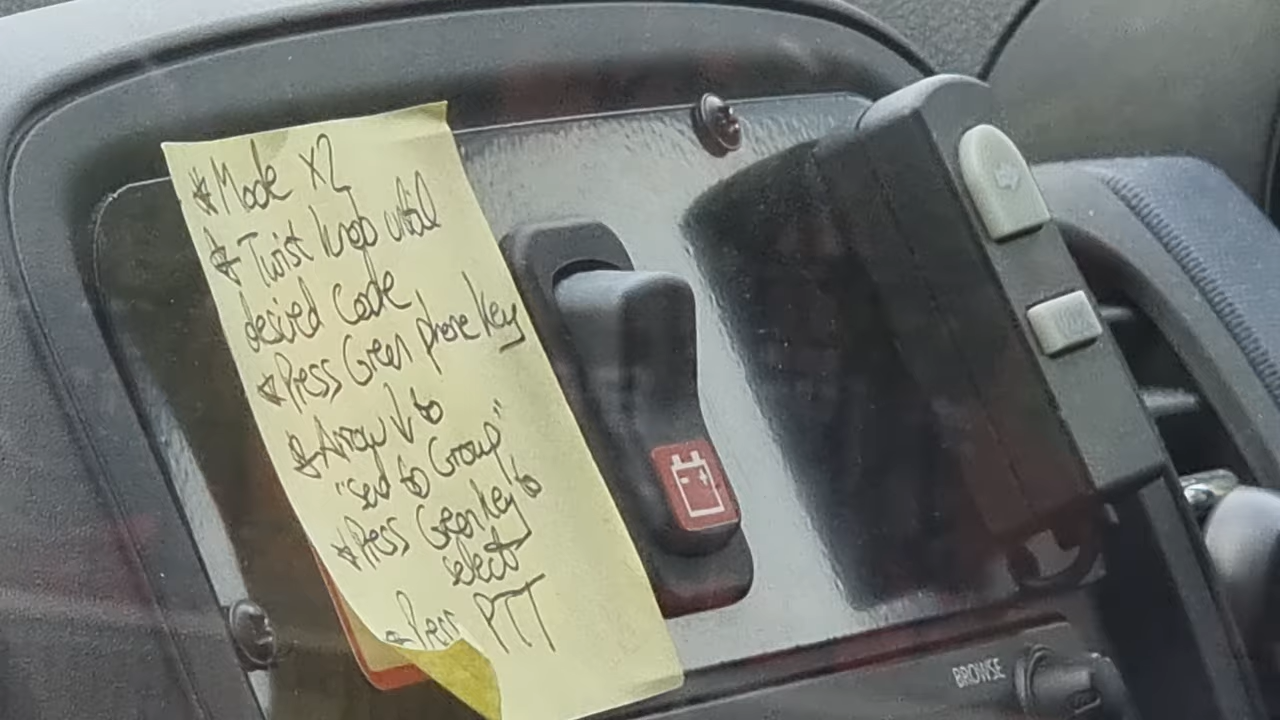 *Mode X2
*Twist knob until
desired Code
*Press Green phone key
*Arrow ↓ to
"Send to Group"
*Press Green key to
select
*Press PTT
BROWSE